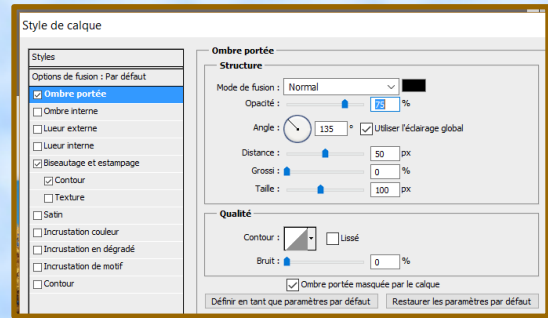 Style de calque
Styles
Options de fusion : Par défaut
Ombre portée
Ombre interne
Lueur externe
Lueur interne
Biseautage et estampage
Contour
Texture
Satin
Incrustation couleur
Incrustation en dégradé
Incrustation de motif
Contour
Ombre portée
Structure
Mode de fusion : Normal
Opacité : 75 %
Angle : 135 ° Utiliser l'éclairage global
Distance : 50 px
Grossi : 0 %
Taille : 100 px
Qualité
Contour : Lissé
Bruit : 0 %
Ombre portée masquée par le calque
Définir en tant que paramètres par défaut Restaurer les paramètres par défaut